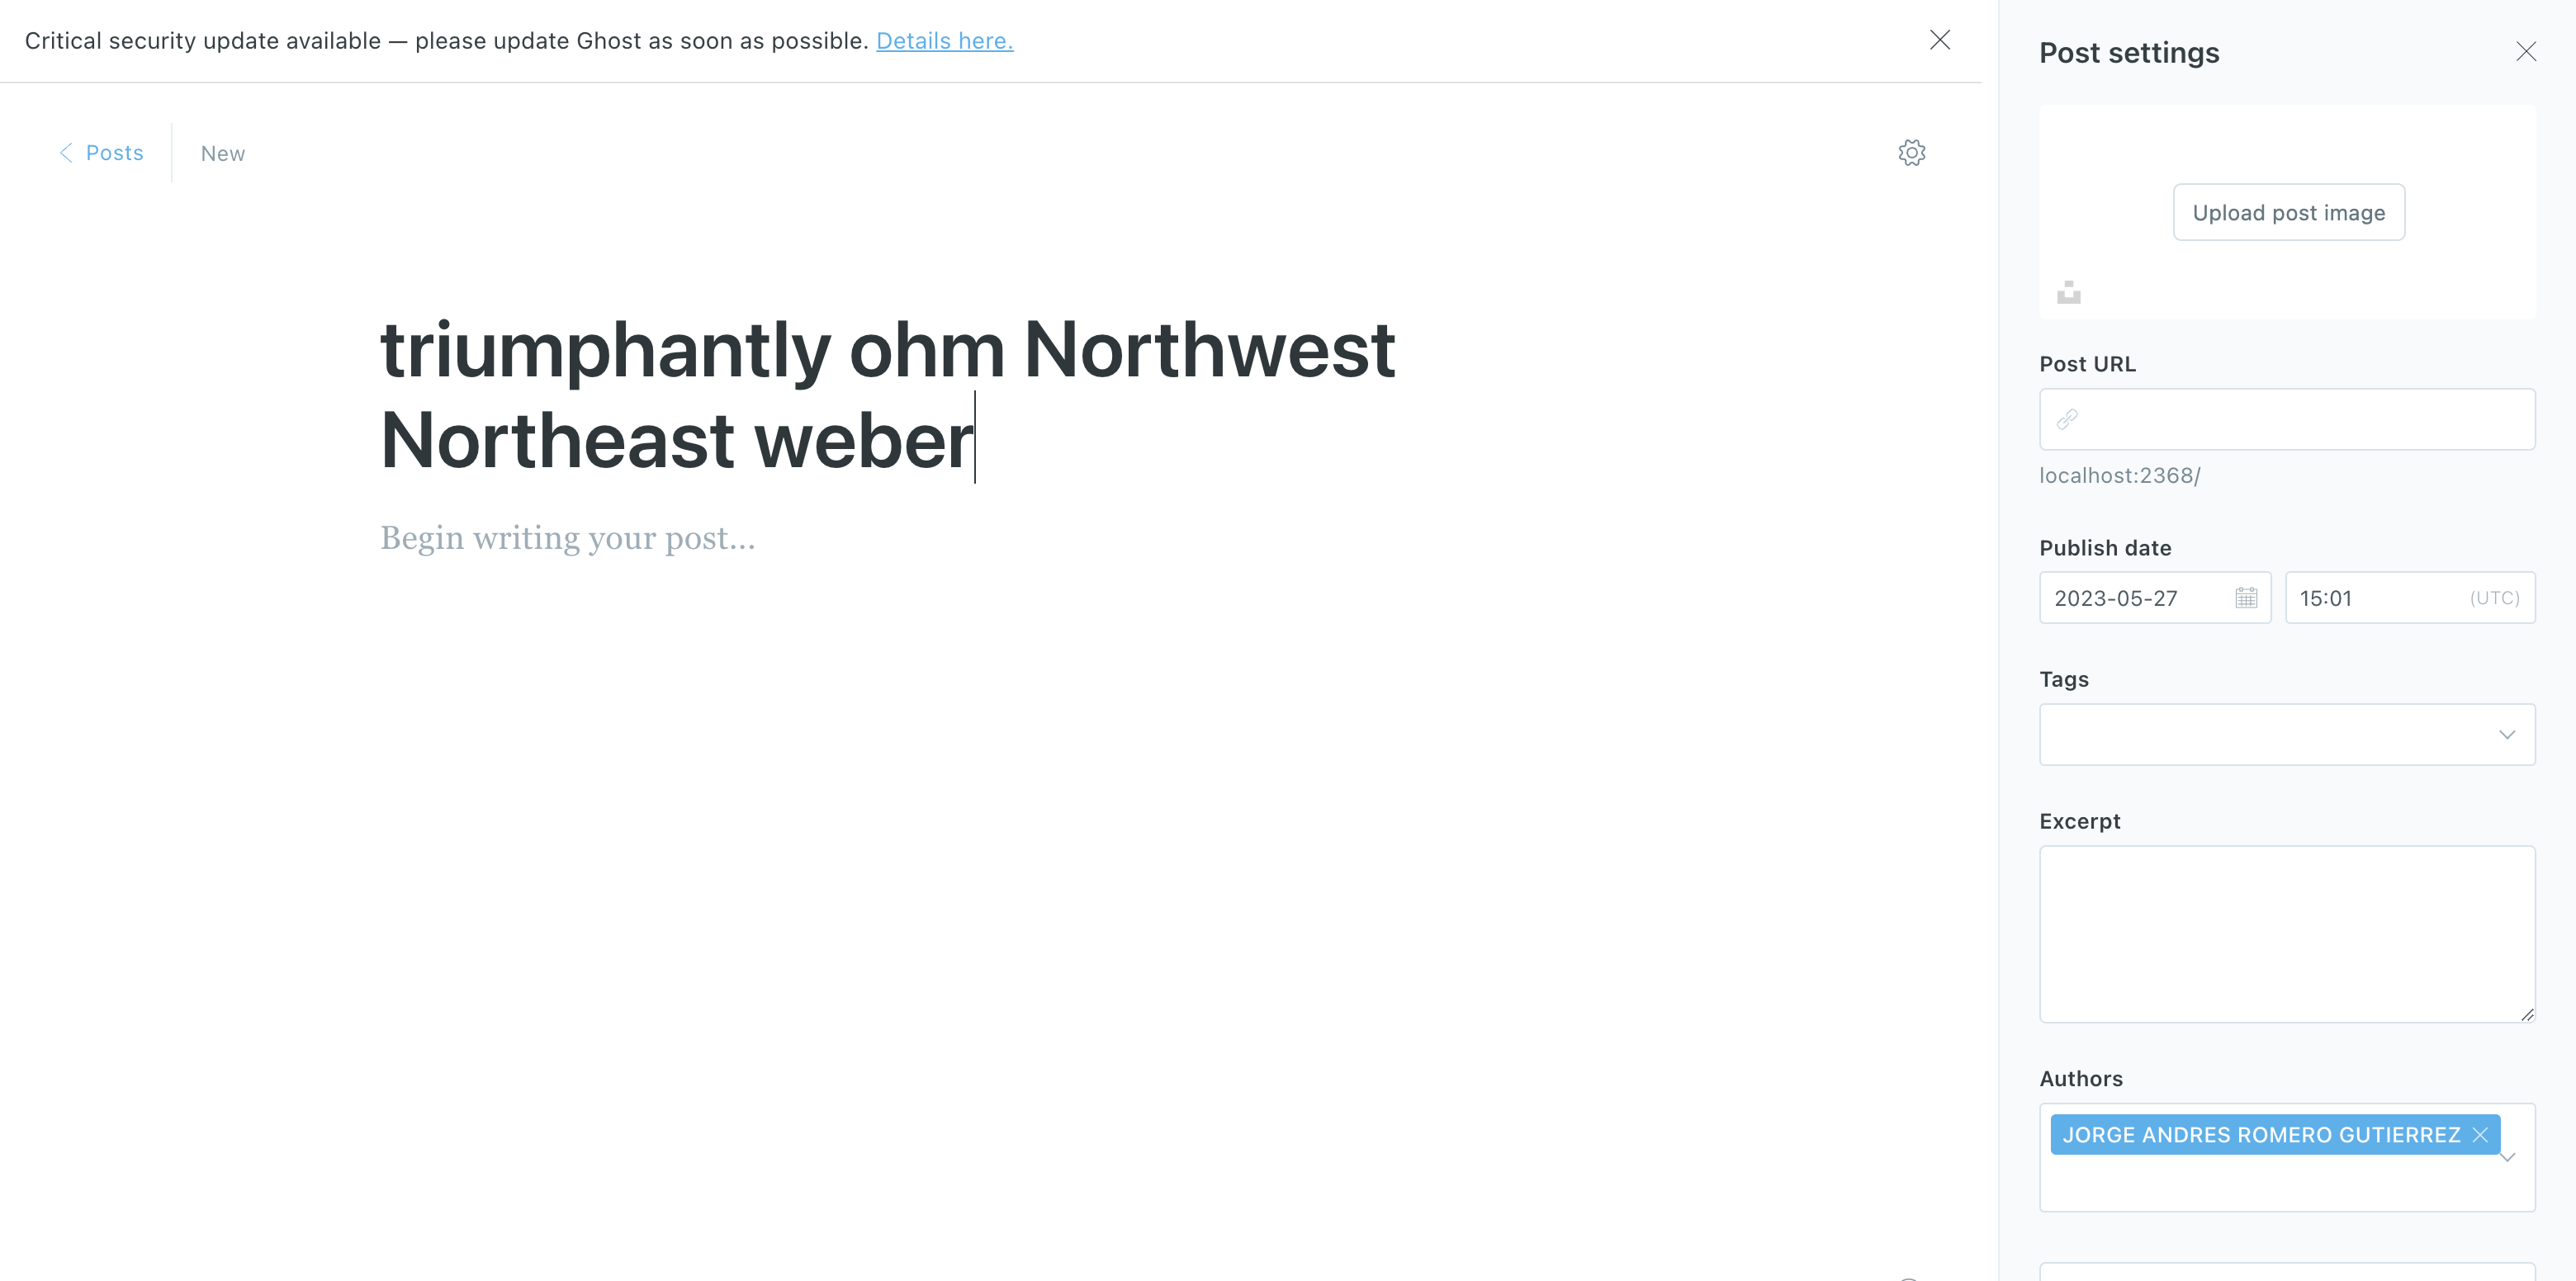 Critical security update available — please update Ghost as soon as possible. Details here.
Posts
New
triumphantly ohm Northwest
Northeast weber
Begin writing your post...
Post settings
Upload post image
Post URL
localhost:2368/
Publish date
2023-05-27
15:01 (UTC)
Tags
Excerpt
Authors
JORGE ANDRES ROMERO GUTIERREZ